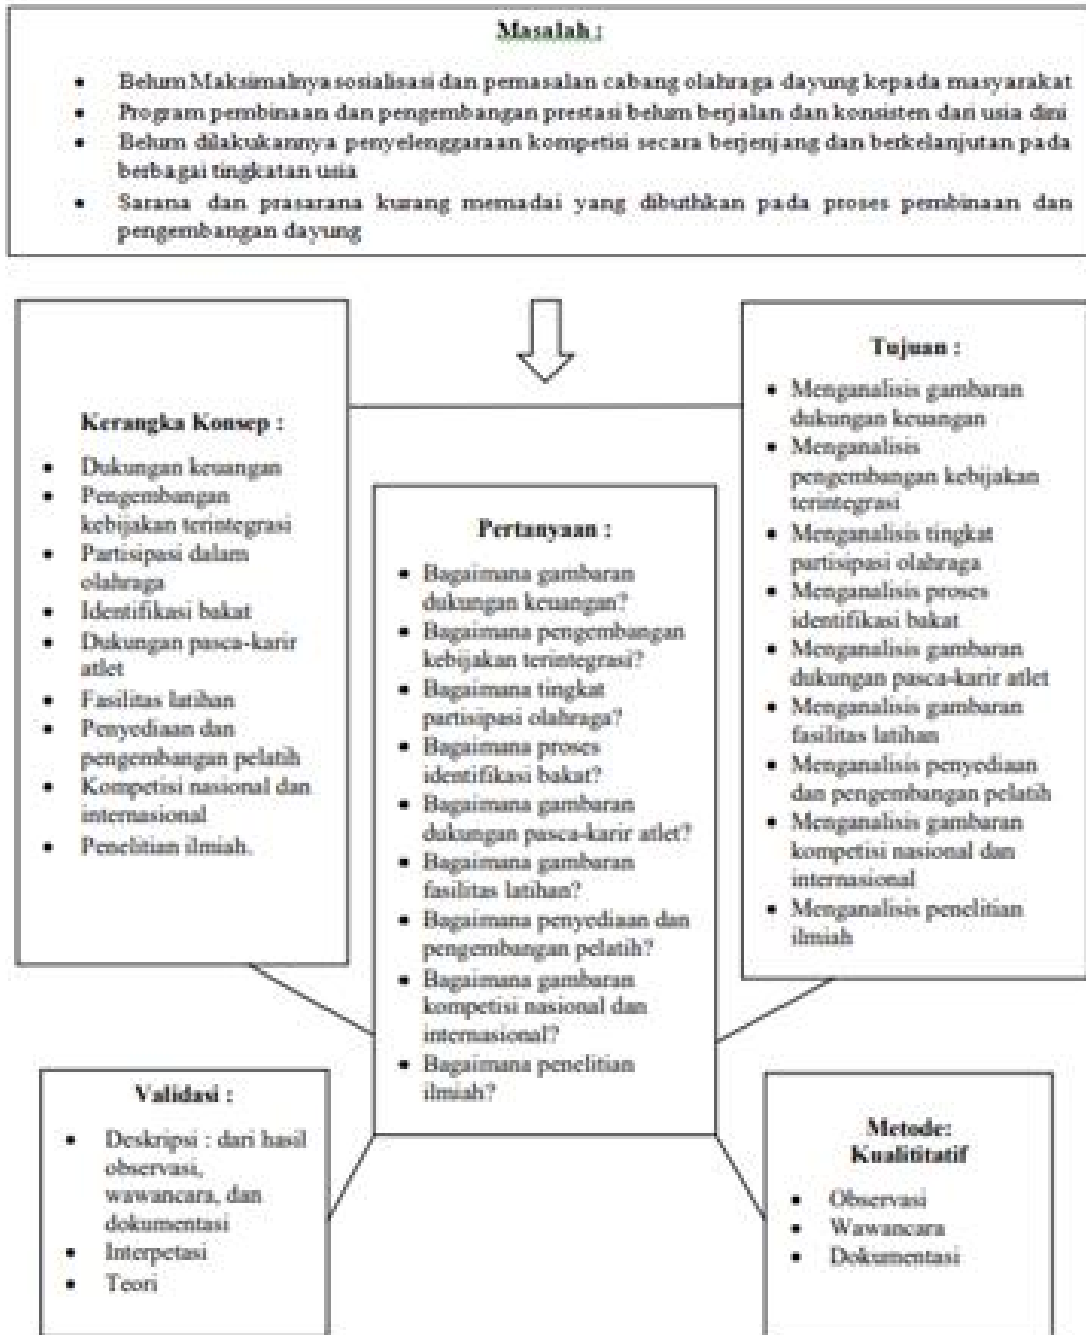 Masalah :
• Belum Maksimalnya sosialisasi dan pemasalan cabang olahraga dayung kepada masyarakat
• Program pembinaan dan pengembangan prestasi belum berjalan dan konsisten dari usia dini
• Belum dilakukannya penyelenggaraan kompetisi secara berjenjang dan berkelanjutan pada
berbagai tingkatan usia
• Sarana dan prasarana kurang memadai yang dibuthkan pada proses pembinaan dan
pengembangan dayung
Kerangka Konsep :
• Dukungan keuangan
• Pengembangan
kebijakan terintegrasi
• Partisipasi dalam
olahraga
• Identifikasi bakat
• Dukungan pasca-karir
atlet
• Fasilitas latihan
• Penyediaan dan
pengembangan pelatih
• Kompetisi nasional dan
internasional
• Penelitian ilmiah.
Pertanyaan :
• Bagaimana gambaran
dukungan keuangan?
• Bagaimana pengembangan
kebijakan terintegrasi?
• Bagaimana tingkat
partisipasi olahraga?
• Bagaimana proses
identifikasi bakat?
• Bagaimana gambaran
dukungan pasca-karir atlet?
• Bagaimana gambaran
fasilitas latihan?
• Bagaimana penyediaan dan
pengembangan pelatih?
• Bagaimana gambaran
kompetisi nasional dan
internasional?
• Bagaimana penelitian
ilmiah?
Tujuan :
• Menganalisis gambaran
dukungan keuangan
• Menganalisis
pengembangan kebijakan
terintegrasi
• Menganalisis tingkat
partisipasi olahraga
• Menganalisis proses
identifikasi bakat
• Menganalisis gambaran
dukungan pasca-karir atlet
• Menganalisis gambaran
fasilitas latihan
• Menganalisis penyediaan
dan pengembangan pelatih
• Menganalisis gambaran
kompetisi nasional dan
internasional
• Menganalisis penelitian
ilmiah
Validasi :
• Deskripsi : dari hasil
observasi,
wawancara, dan
dokumentasi
• Interpetasi
• Teori
Metode:
Kualititatif
• Observasi
• Wawancara
• Dokumentasi